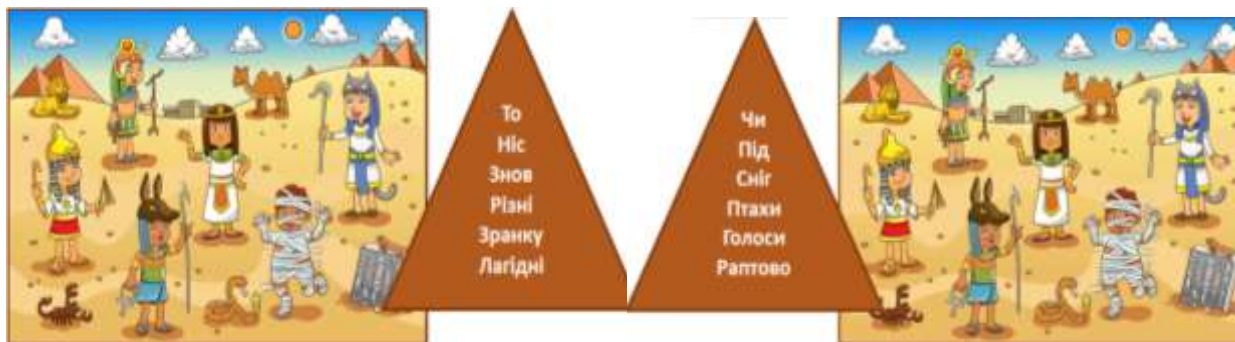 То
Ніс
Знов
Різні
Зранку
Лагідні
Чи
Під
Сніг
Птахи
Голоси
Раптово